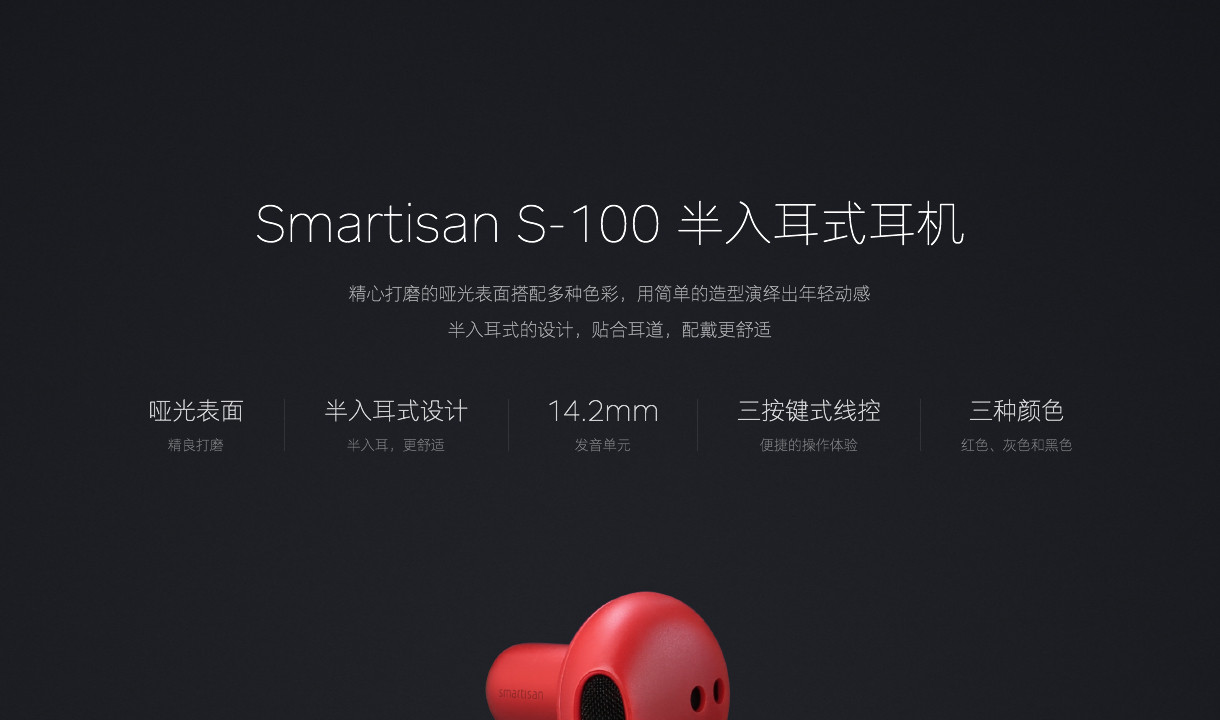 Smartisan S-100 半入耳式耳机
精心打磨的哑光表面搭配多种色彩，用简单的造型演绎出年轻动感
半入耳式的设计，贴合耳道，配戴更舒适
哑光表面
精良打磨
半入耳式设计
半入耳，更舒适
14.2mm
发音单元
三按键式线控
便捷的操作体验
三种颜色
红色、灰色和黑色
smartisan